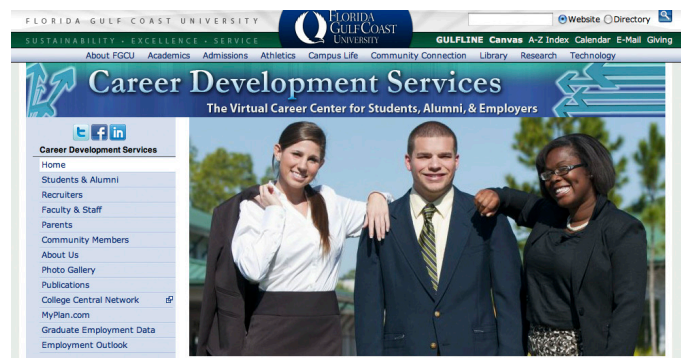 FLORIDA GULF COAST UNIVERSITY
FLORIDA
GULF COAST
UNIVERSITY
Website Directory
SUSTAINABILITY · EXCELLENCE · SERVICE
GULFLINE Canvas A-Z Index Calendar E-Mail Giving
About FGCU Academics Admissions Athletics Campus Life Community Connection Library Research Technology
Career Development Services
The Virtual Career Center for Students, Alumni, & Employers
Career Development Services
Home
Students & Alumni
Recruiters
Faculty & Staff
Parents
Community Members
About Us
Photo Gallery
Publications
College Central Network
MyPlan.com
Graduate Employment Data
Employment Outlook